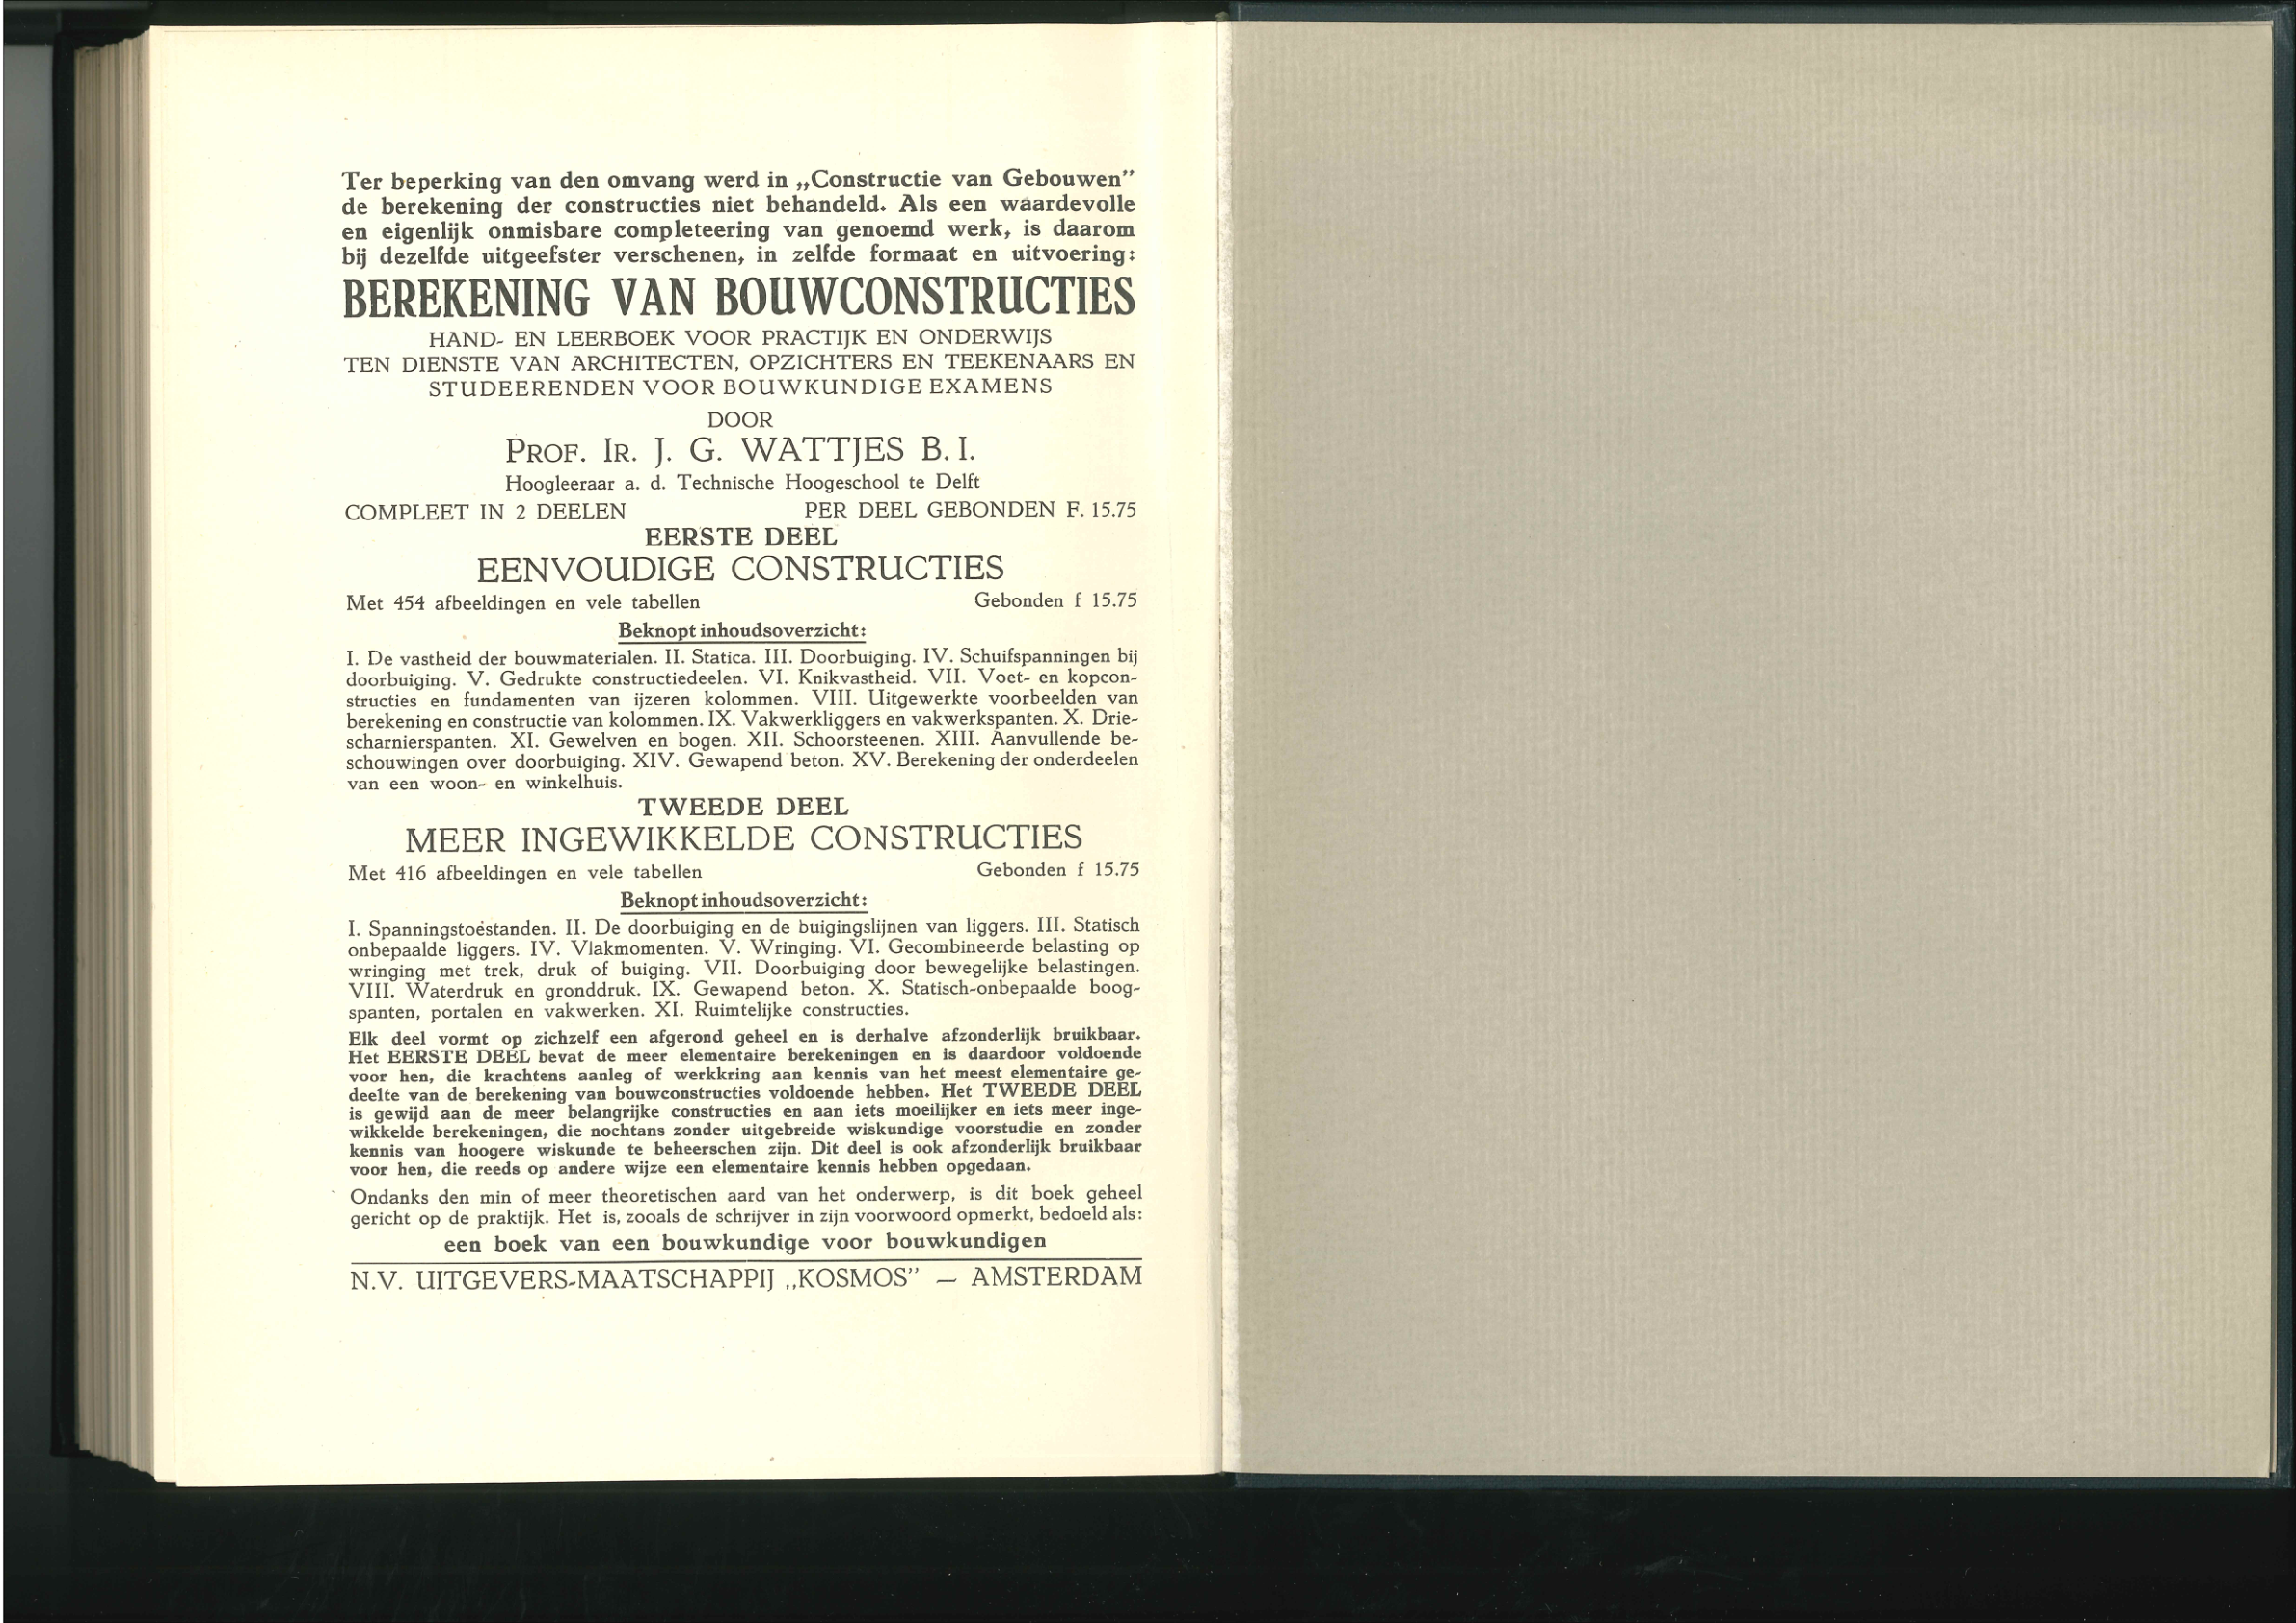 Ter beperking van den omvang werd in „Constructie van Gebouwen”
de berekening der constructies niet behandeld. Als een waardevolle
en eigenlijk onmisbare completeering van genoemd werk, is daarom
bij dezelfde uitgeefster verschenen, in zelfde formaat en uitvoering:
BEREKENING VAN BOUWCONSTRUCTIES
HAND- EN LEERBOEK VOOR PRACTIJK EN ONDERWIJS
TEN DIENSTE VAN ARCHITECTEN, OPZICHTERS EN TEEKENAARS EN
STUDEERENDEN VOOR BOUWKUNDIGE EXAMENS
DOOR
PROF. IR. J. G. WATTJES B. I.
Hoogleeraar a. d. Technische Hoogeschool te Delft
COMPLEET IN 2 DEELEN PER DEEL GEBONDEN F. 15.75
EERSTE DEEL
EENVOUDIGE CONSTRUCTIES
Met 454 afbeeldingen en vele tabellen Gebonden f 15.75
Beknopt inhoudsoverzicht:
I. De vastheid der bouwmaterialen. II. Statica. III. Doorbuiging. IV. Schuifspanningen bij
doorbuiging. V. Gedrukte constructiedeelen. VI. Knikvastheid. VII. Voet- en kopcon-
structies en fundamenten van ijzeren kolommen. VIII. Uitgewerkte voorbeelden van
berekening en constructie van kolommen. IX. Vakwerkliggers en vakwerkspanten. X. Drie-
scharnierspanten. XI. Gewelven en bogen. XII. Schoorsteenen. XIII. Aanvullende be-
schouwingen over doorbuiging. XIV. Gewapend beton. XV. Berekening der onderdeelen
van een woon- en winkelhuis.
TWEEDE DEEL
MEER INGEWIKKELDE CONSTRUCTIES
Met 416 afbeeldingen en vele tabellen Gebonden f 15.75
Beknopt inhoudsoverzicht:
I. Spanningstoestanden. II. De doorbuiging en de buigingslijnen van liggers. III. Statisch
onbepaalde liggers. IV. Vlakmomenten. V. Wringing. VI. Gecombineerde belasting op
wringing met trek, druk of buiging. VII. Doorbuiging door bewegelijke belastingen.
VIII. Waterdruk en gronddruk. IX. Gewapend beton. X. Statisch-onbepaalde boog-
spanten, portalen en vakwerken. XI. Ruimtelijke constructies.
Elk deel vormt op zichzelf een afgerond geheel en is derhalve afzonderlijk bruikbaar.
Het EERSTE DEEL bevat de meer elementaire berekeningen en is daardoor voldoende
voor hen, die krachtens aanleg of werkkring aan kennis van het meest elementaire ge-
deelte van de berekening van bouwconstructies voldoende hebben. Het TWEEDE DEEL
is gewijd aan de meer belangrijke constructies en aan iets moeilijker en iets meer inge-
wikkelde berekeningen, die nochtans zonder uitgebreide wiskundige voorstudie en zonder
kennis van hoogere wiskunde te beheerschen zijn. Dit deel is ook afzonderlijk bruikbaar
voor hen, die reeds op andere wijze een elementaire kennis hebben opgedaan.
Ondanks den min of meer theoretischen aard van het onderwerp, is dit boek geheel
gericht op de praktijk. Het is, zooals de schrijver in zijn voorwoord opmerkt, bedoeld als:
een boek van een bouwkundige voor bouwkundigen
N.V. UITGEVERS-MAATSCHAPPIJ „KOSMOS” — AMSTERDAM